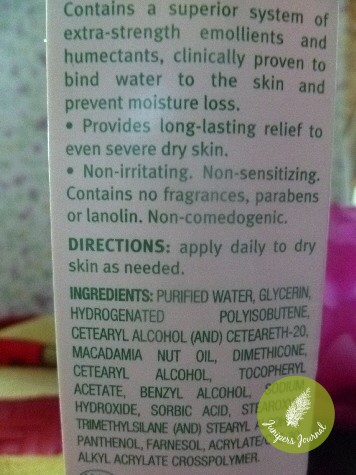 Contains a superior system of
extra-strength emollients and
humectants, clinically proven to
bind water to the skin and
prevent moisture loss.
• Provides long-lasting relief to
even severe dry skin.
• Non-irritating. Non-sensitizing.
Contains no fragrances, parabens
or lanolin. Non-comedogenic.
DIRECTIONS: apply daily to dry
skin as needed.
INGREDIENTS: PURIFIED WATER, GLYCERIN,
HYDROGENATED POLYISOBUTENE,
CETEARYL ALCOHOL (AND) CETEARETH-20,
MACADAMIA NUT OIL, DIMETHICONE,
CETEARYL ALCOHOL, TOCOPHERYL
ACETATE, BENZYL ALCOHOL, SODIUM
HYDROXIDE, SORBIC ACID,
TRIMETHYLSILANE (AND) STEARYL
PANTHENOL, FARNESOL,
ALKYL ACRYLATE CROSSPOLYMER.
Junipers Journal